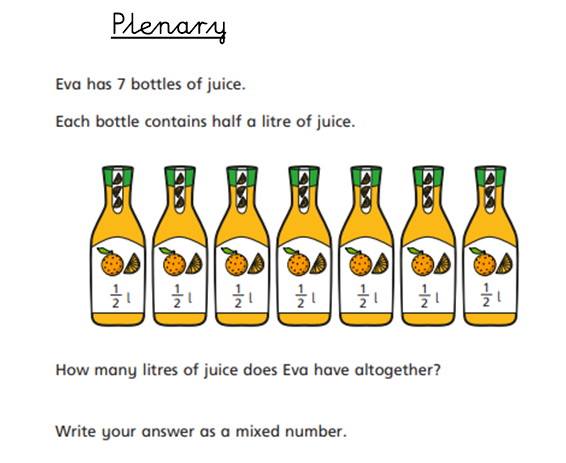 Plenary
Eva has 7 bottles of juice.
Each bottle contains half a litre of juice.
1/2 l 1/2 l 1/2 l 1/2 l 1/2 l 1/2 l 1/2 l
How many litres of juice does Eva have altogether?
Write your answer as a mixed number.